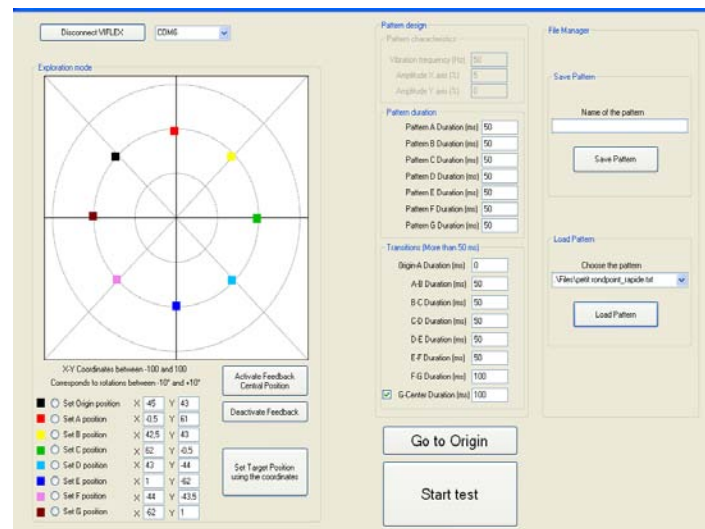 Disconnect VIFLEX
COM6
Exploration mode
X-Y Coordinates between -100 and 100
Corresponds to rotations between -10° and +10°
Set Origin position X -45 Y 43
Set A position X -0.5 Y 61
Set B position X 42,5 Y 43
Set C position X 62 Y -0.5
Set D position X 43 Y -44
Set E position X 1 Y -62
Set F position X -44 Y -43.5
Set G position X -62 Y 1
Activate Feedback
Central Position
Deactivate Feedback
Set Target Position
using the coordinates
Pattern design
Pattern characteristics
Vibration frequency (Hz) 50
Amplitude X axis (%) 5
Amplitude Y axis (%) 0
Pattern duration
Pattern A Duration (ms) 50
Pattern B Duration (ms) 50
Pattern C Duration (ms) 50
Pattern D Duration (ms) 50
Pattern E Duration (ms) 50
Pattern F Duration (ms) 50
Pattern G Duration (ms) 50
Transitions (More than 50 ms)
Origin-A Duration (ms) 0
A-B Duration (ms) 50
B-C Duration (ms) 50
C-D Duration (ms) 50
D-E Duration (ms) 50
E-F Duration (ms) 50
F-G Duration (ms) 100
G-Center Duration (ms) 100
Go to Origin
Start test
File Manager
Save Pattern
Name of the pattern
Save Pattern
Load Pattern
Choose the pattern
\Files\petit rondpoint_rapide.txt
Load Pattern